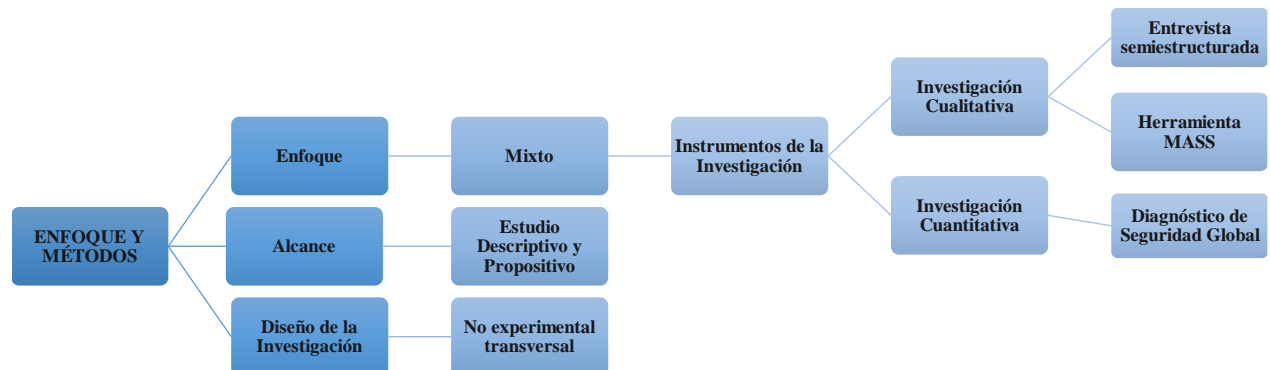 ENFOQUE Y
MÉTODOS
Enfoque
Mixto
Instrumentos de la
Investigación
Investigación
Cualitativa
Entrevista
semiestructurada
Herramienta
MASS
Investigación
Cuantitativa
Diagnóstico de
Seguridad Global
Alcance
Estudio
Descriptivo y
Propositivo
Diseño de la
Investigación
No experimental
transversal